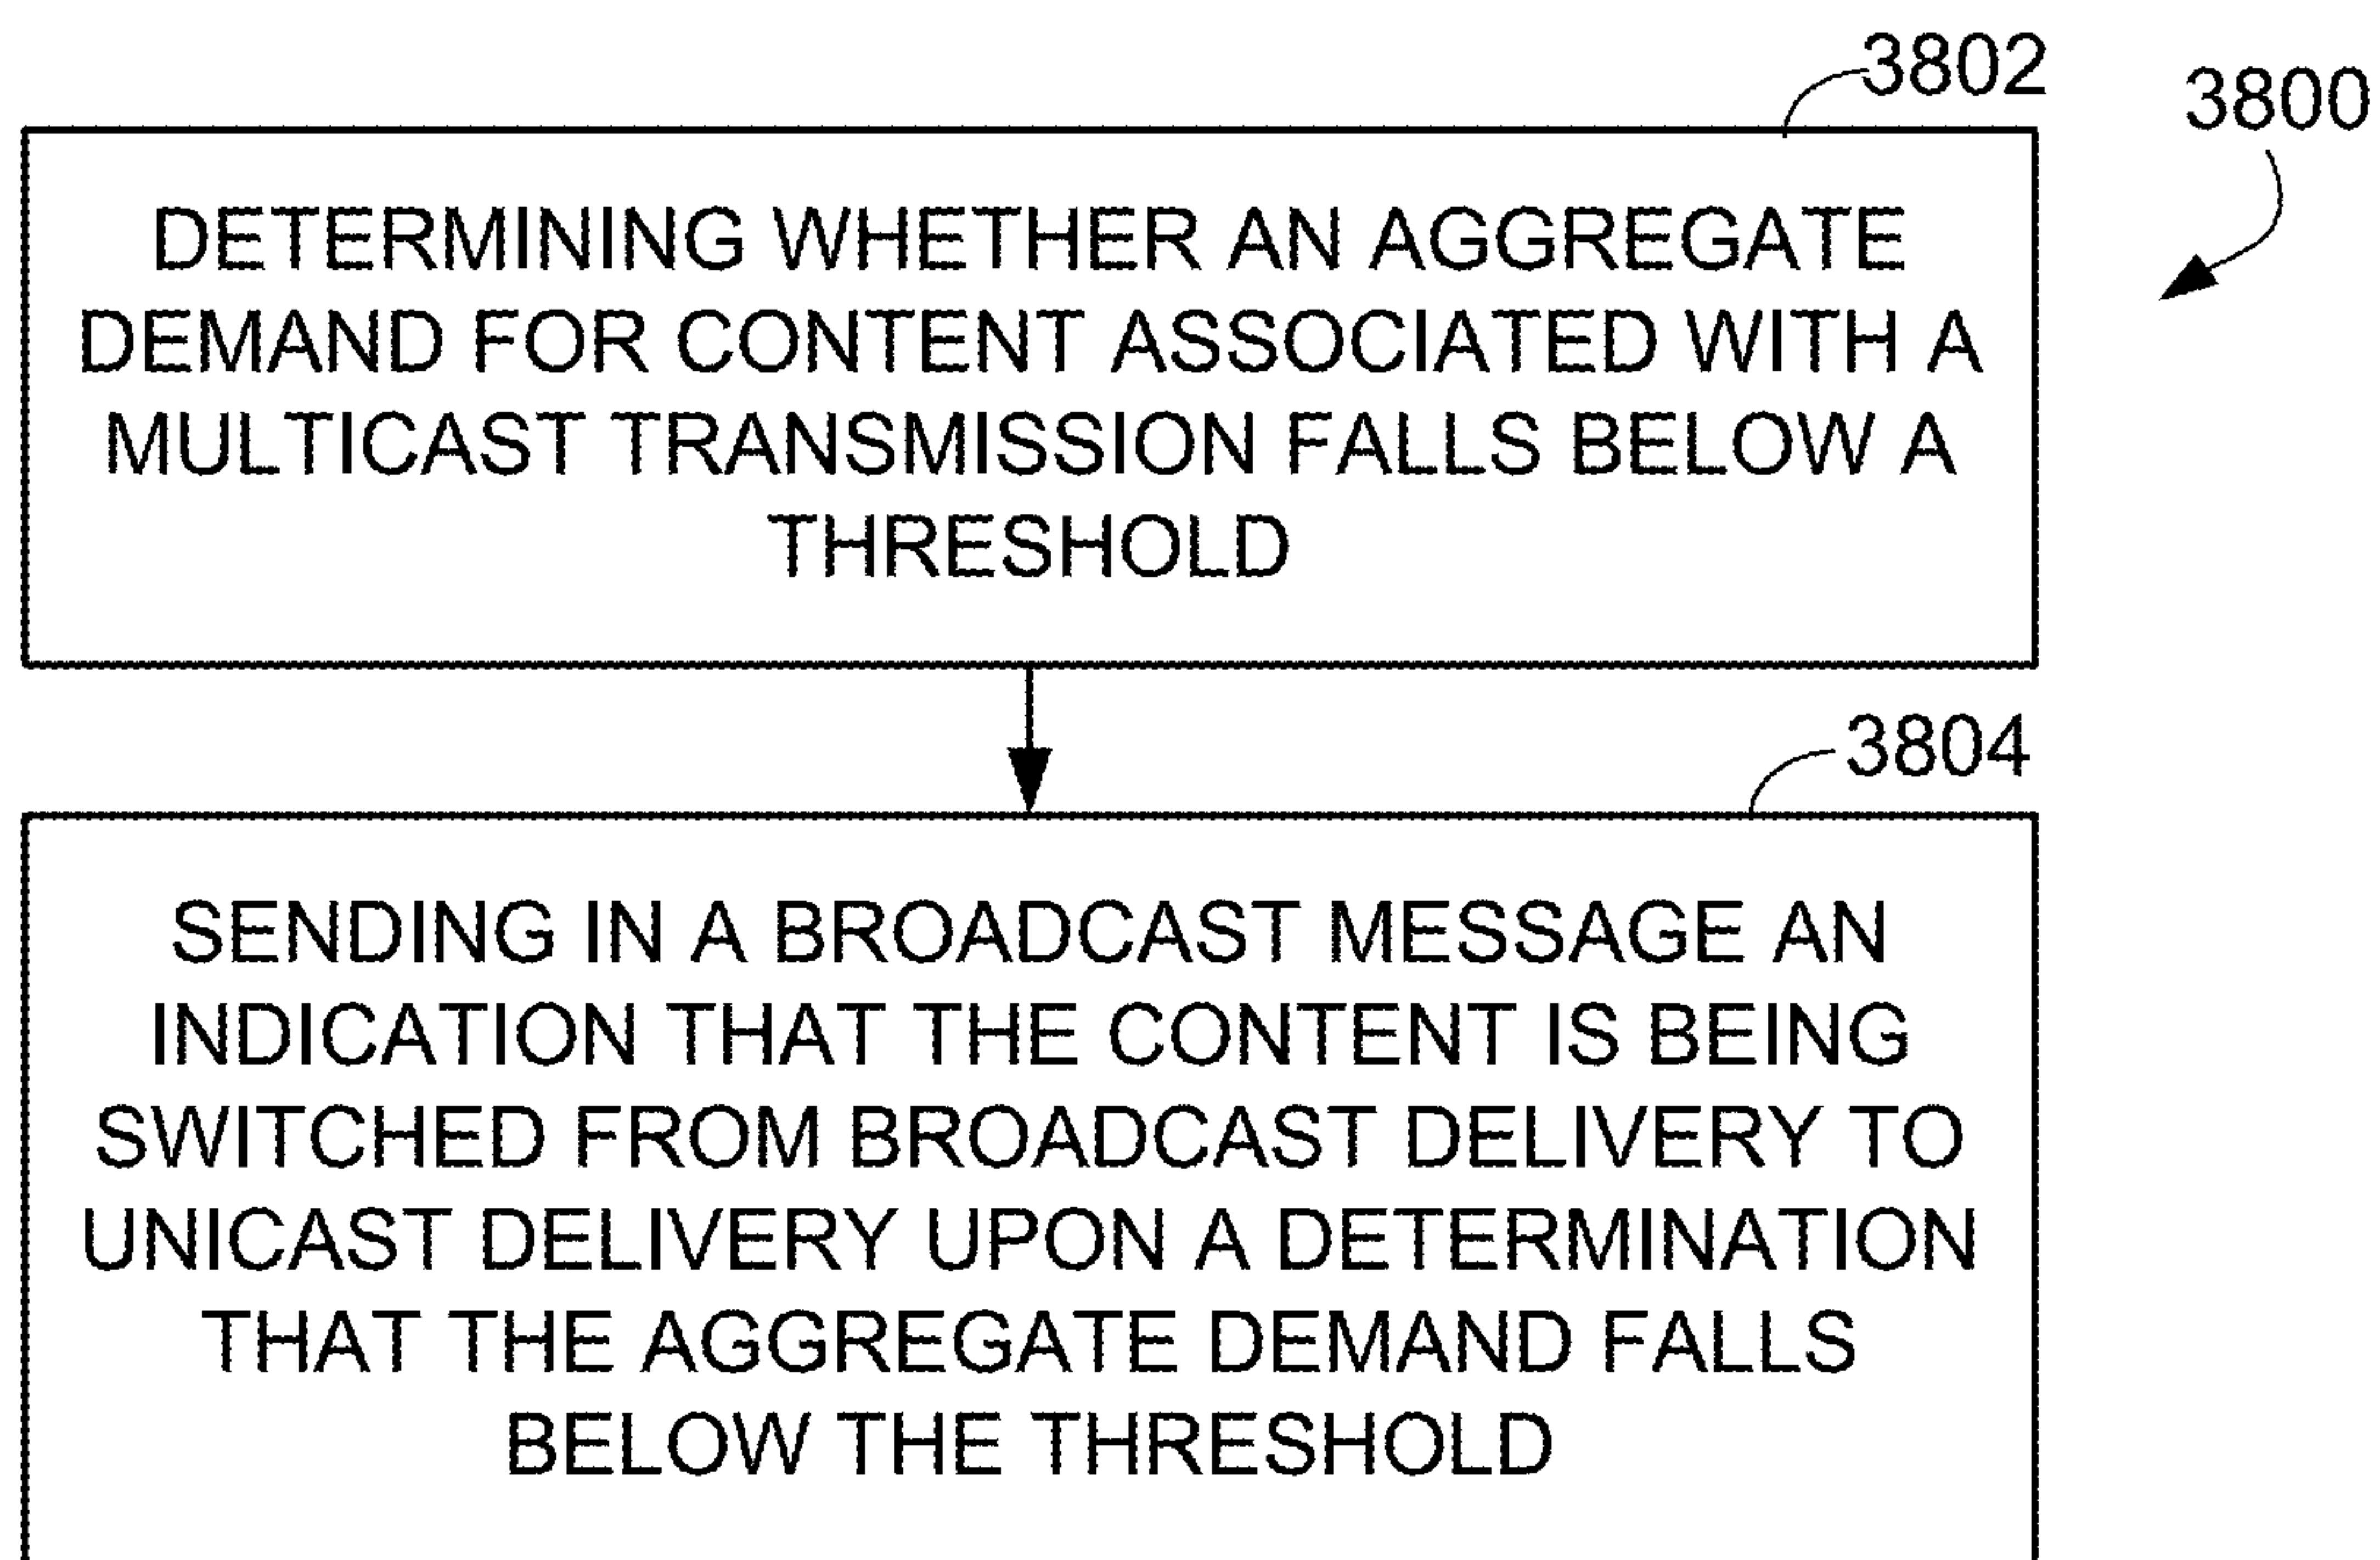 3802
3800
DETERMINING WHETHER AN AGGREGATE
DEMAND FOR CONTENT ASSOCIATED WITH A
MULTICAST TRANSMISSION FALLS BELOW A
THRESHOLD
3804
SENDING IN A BROADCAST MESSAGE AN
INDICATION THAT THE CONTENT IS BEING
SWITCHED FROM BROADCAST DELIVERY TO
UNICAST DELIVERY UPON A DETERMINATION
THAT THE AGGREGATE DEMAND FALLS
BELOW THE THRESHOLD